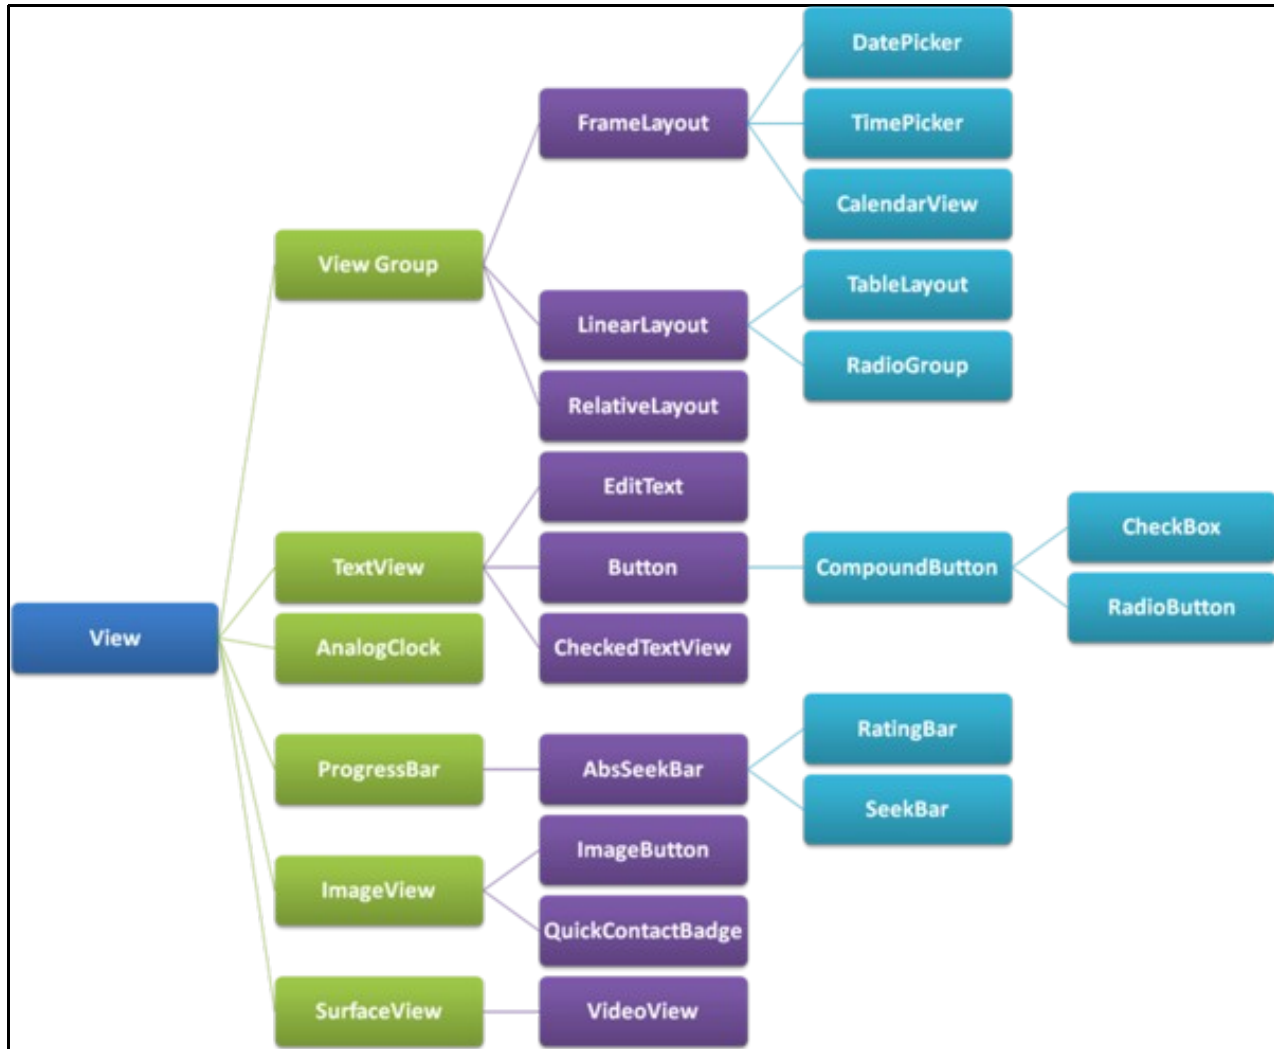 DatePicker
FrameLayout
TimePicker
CalendarView
View Group
TableLayout
LinearLayout
RadioGroup
RelativeLayout
EditText
CheckBox
TextView
Button
CompoundButton
RadioButton
View
AnalogClock
CheckedTextView
RatingBar
ProgressBar
AbsSeekBar
SeekBar
ImageButton
ImageView
QuickContactBadge
SurfaceView
VideoView